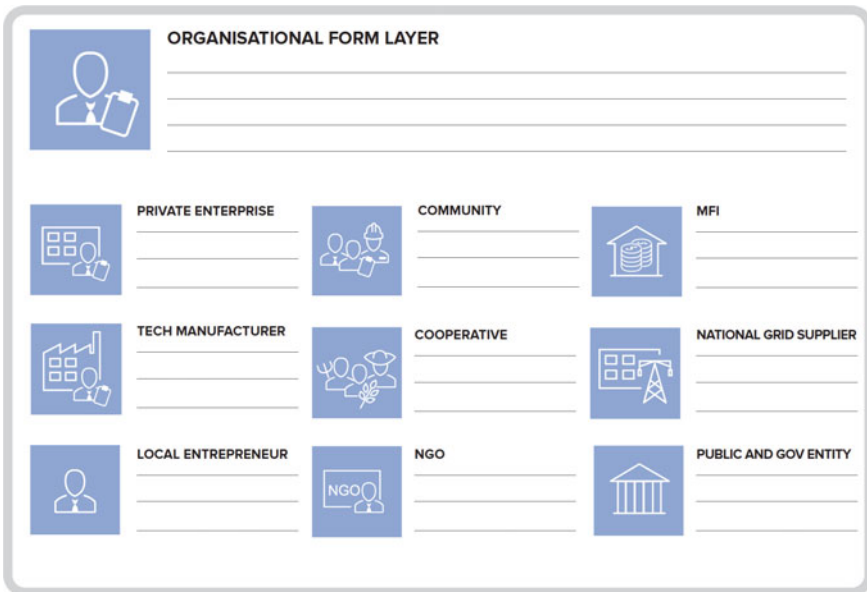 ORGANISATIONAL FORM LAYER
PRIVATE ENTERPRISE
COMMUNITY
MFI
TECH MANUFACTURER
COOPERATIVE
NATIONAL GRID SUPPLIER
LOCAL ENTREPRENEUR
NGO
NGO
PUBLIC AND GOV ENTITY